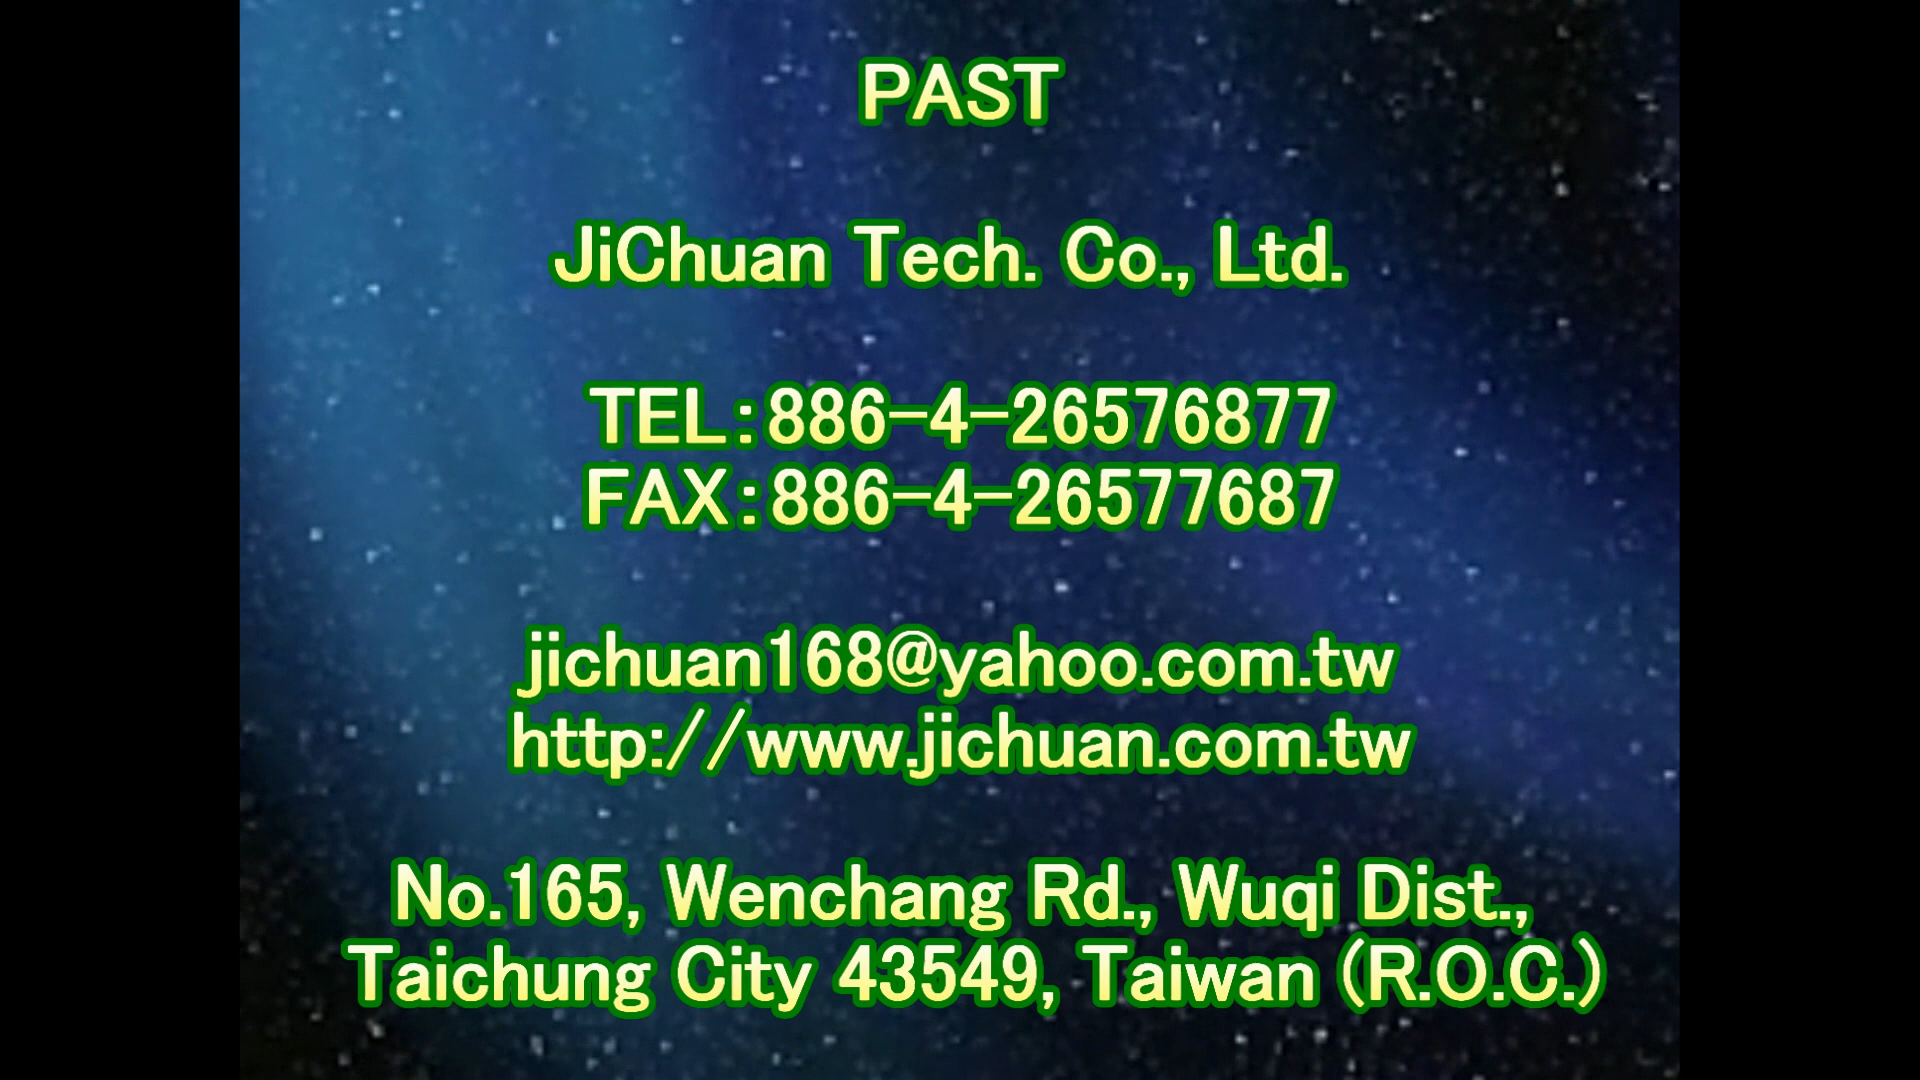 PAST
JiChuan Tech. Co., Ltd.
TEL:886-4-26576877
FAX:886-4-26577687
jichuan168@yahoo.com.tw
http://www.jichuan.com.tw
No.165, Wenchang Rd., Wuqi Dist.,
Taichung City 43549, Taiwan (R.O.C.)